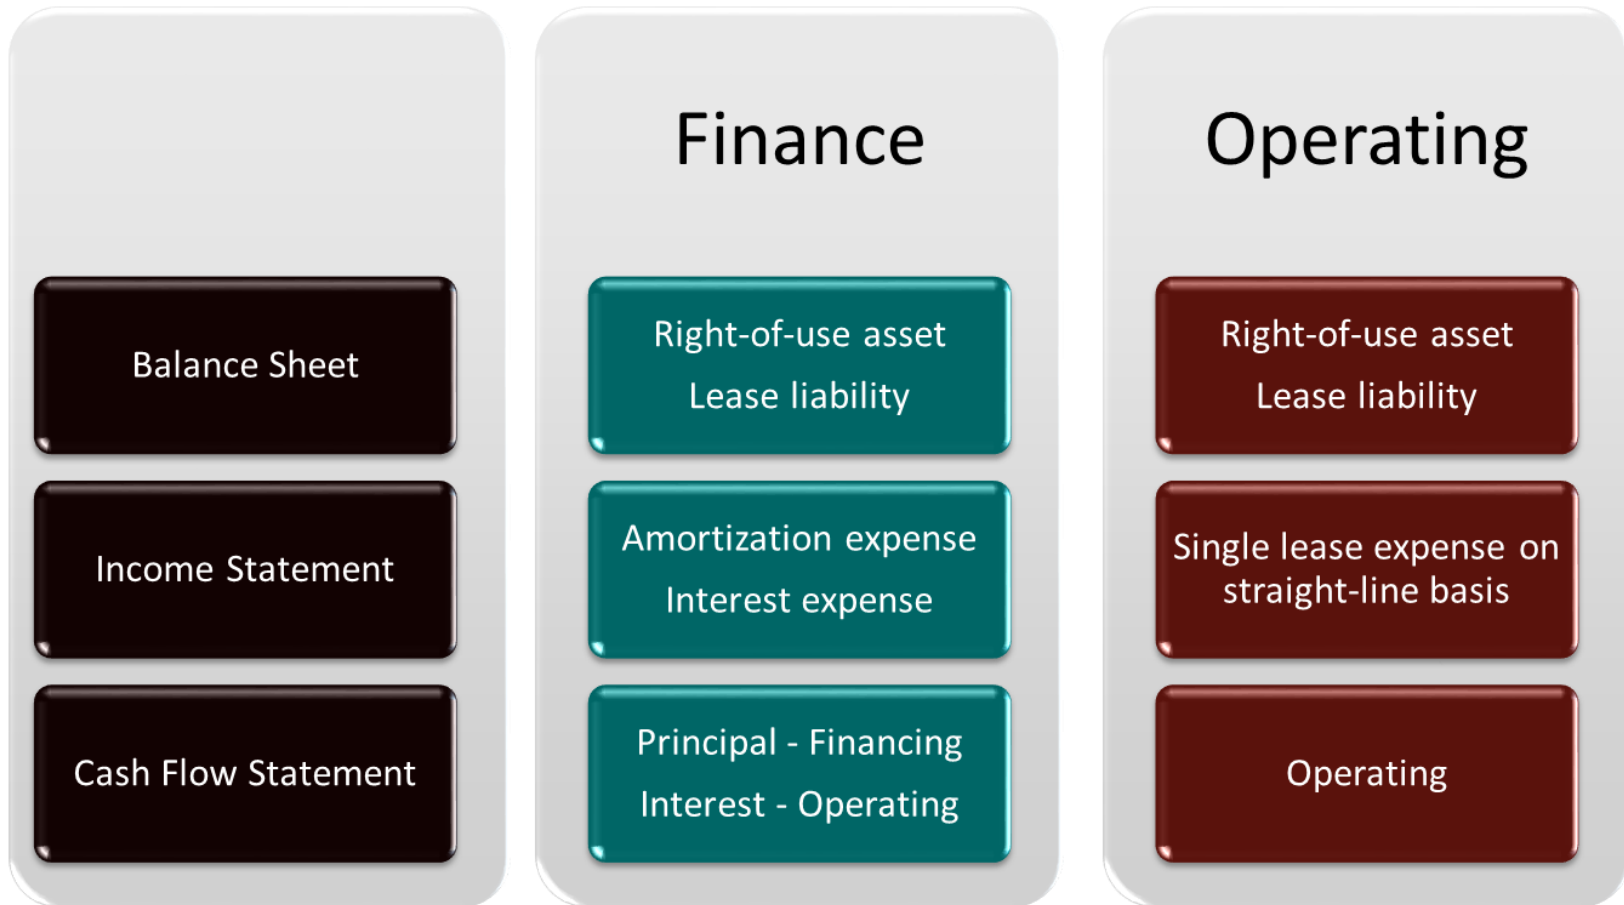 Finance
Operating
Balance Sheet
Right-of-use asset
Lease liability
Right-of-use asset
Lease liability
Income Statement
Amortization expense
Interest expense
Single lease expense on
straight-line basis
Cash Flow Statement
Principal - Financing
Interest - Operating
Operating